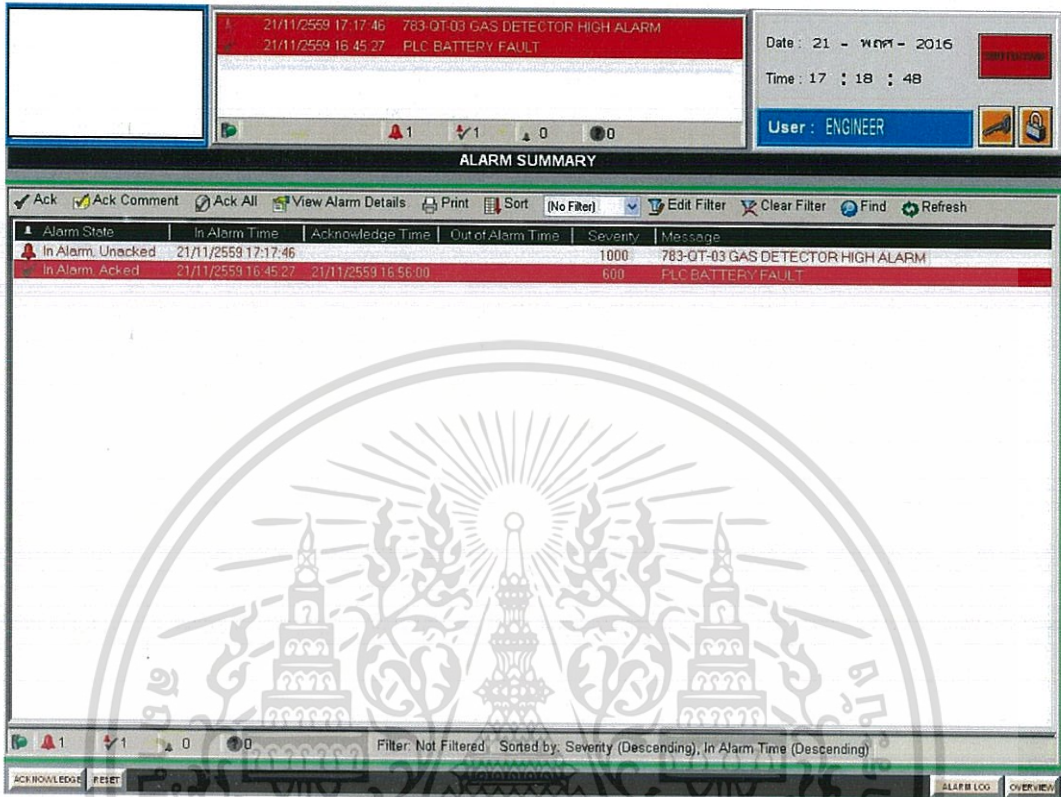 21/11/2559 17:17:46 783-QT-03 GAS DETECTOR HIGH ALARM
21/11/2559 16:45:27 PLC BATTERY FAULT
1 1 0 0
Date : 21 - พฤศ - 2016
Time : 17 : 18 : 48
User : ENGINEER
ALARM SUMMARY
Ack Ack Comment Ack All View Alarm Details Print Sort (No Filter) Edit Filter Clear Filter Find Refresh
Alarm State In Alarm Time Acknowledge Time Out of Alarm Time Severity Message
In Alarm, Unacked 21/11/2559 17:17:46 1000 783-QT-03 GAS DETECTOR HIGH ALARM
In Alarm, Acked 21/11/2559 16:45:27 21/11/2559 16:56:00 600 PLC BATTERY FAULT
1 1 0 0 Filter: Not Filtered Sorted by: Severity (Descending), In Alarm Time (Descending)
ACKNOWLEDGE RESET ALARM LOG OVERVIEW